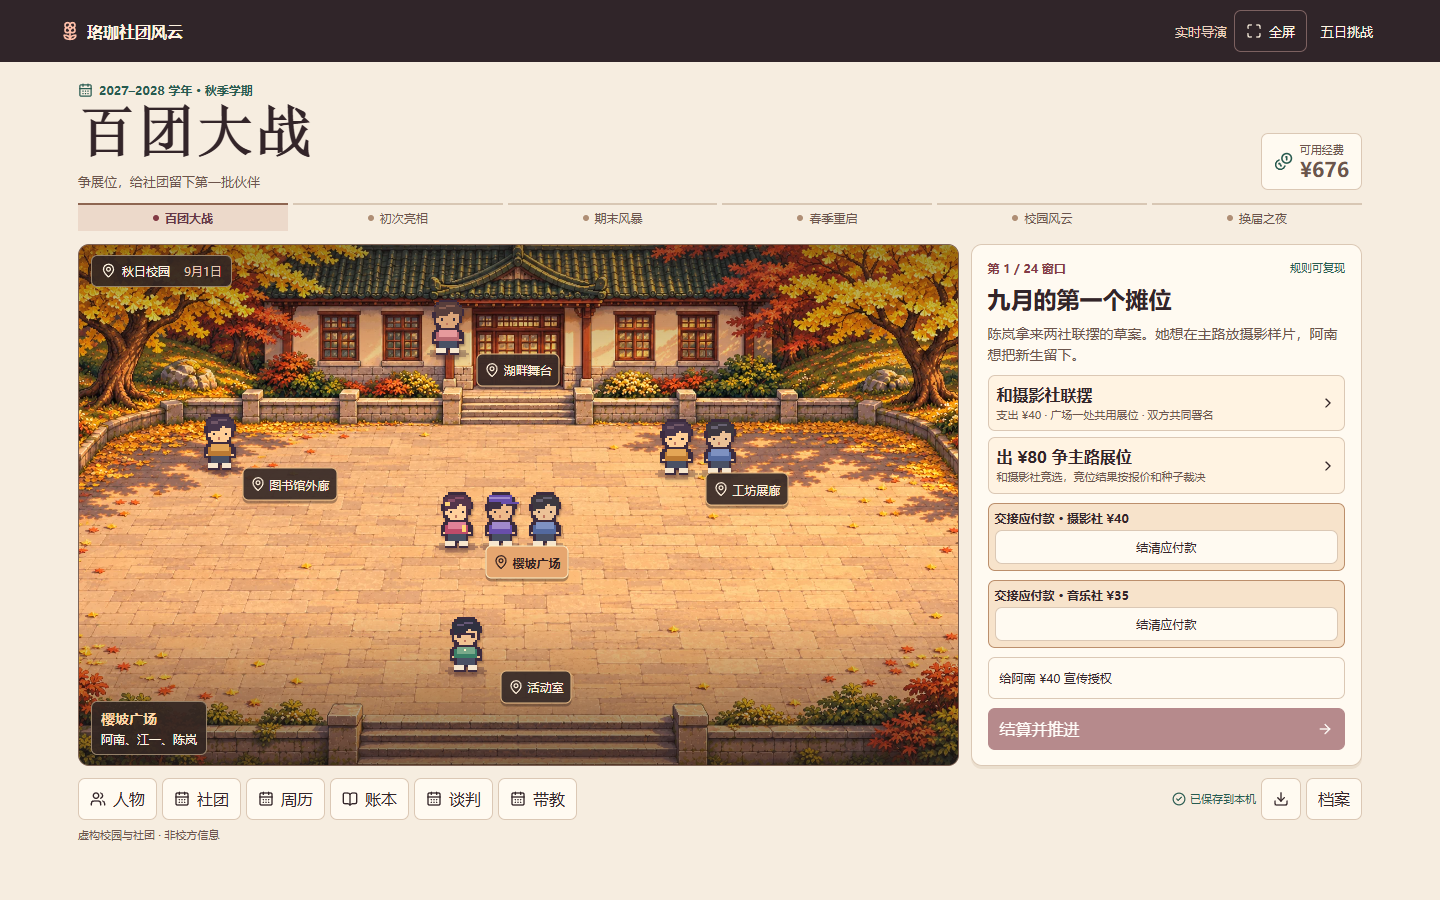 珞珈社团风云
实时导演
全屏
五日挑战
2027–2028 学年 • 秋季学期
百团大战
争展位，给社团留下第一批伙伴
可用经费
¥676
百团大战
初次亮相
期末风暴
春季重启
校园风云
换届之夜
秋日校园 9月1日
湖畔舞台
图书馆外廊
工坊展廊
樱坡广场
活动室
樱坡广场
阿南、江一、陈岚
第 1 / 24 窗口
规则可复现
九月的第一个摊位
陈岚拿来两社联摆的草案。她想在主路放摄影样片，阿南
想把新生留下。
和摄影社联摆
支出 ¥40 · 广场一处共用展位 · 双方共同署名
出 ¥80 争主路展位
和摄影社竞选，竞位结果按报价和种子裁决
交接应付款 • 摄影社 ¥40
结清应付款
交接应付款 • 音乐社 ¥35
结清应付款
给阿南 ¥40 宣传授权
结算并推进
人物
社团
周历
账本
谈判
带教
已保存到本机
档案
虚构校园与社团 · 非校方信息